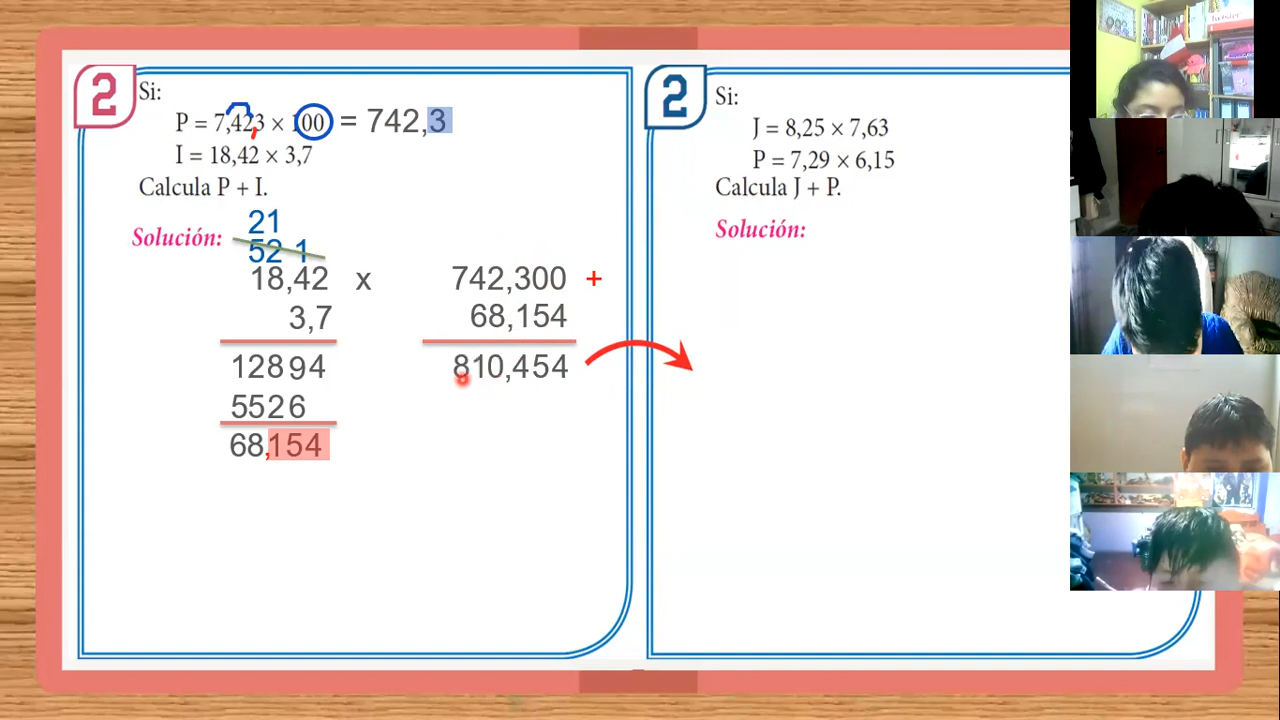 2
Si:
P = 7,423 × 100 = 742,3
I = 18,42 × 3,7
Calcula P + I.
Solución:
21
52 1
18,42 x
3,7
12894
5526
68,154
742,300 +
68,154
810,454
2
Si:
J = 8,25 × 7,63
P = 7,29 × 6,15
Calcula J + P.
Solución: